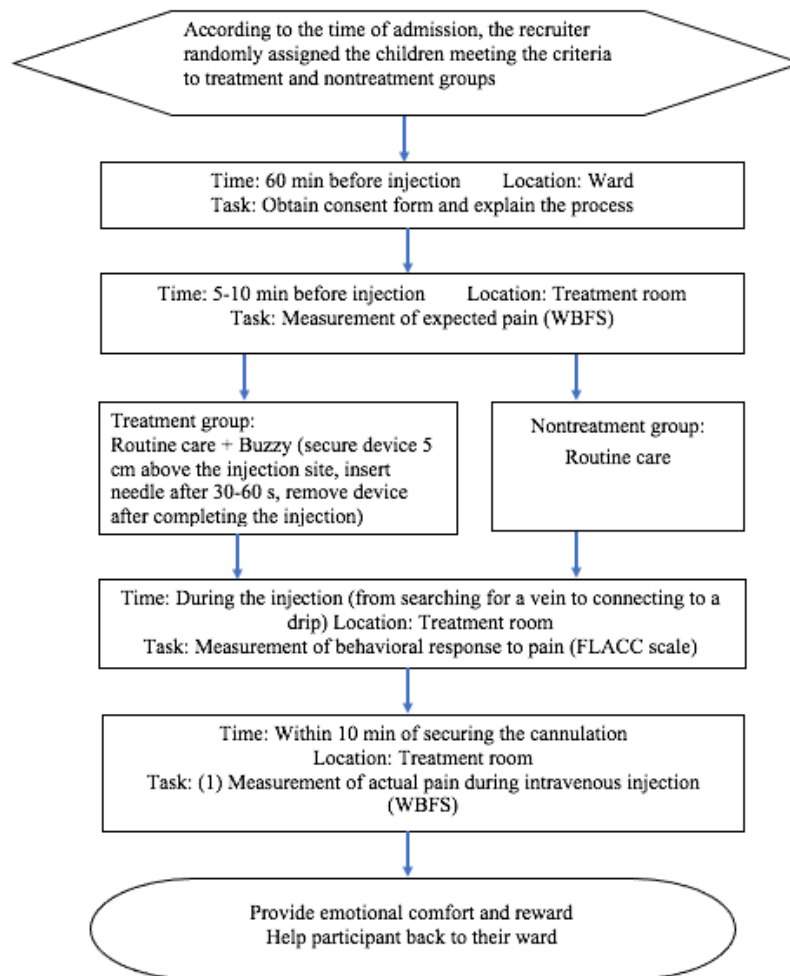 According to the time of admission, the recruiter
randomly assigned the children meeting the criteria
to treatment and nontreatment groups
Time: 60 min before injection Location: Ward
Task: Obtain consent form and explain the process
Time: 5-10 min before injection Location: Treatment room
Task: Measurement of expected pain (WBFS)
Treatment group:
Routine care + Buzzy (secure device 5
cm above the injection site, insert
needle after 30-60 s, remove device
after completing the injection)
Nontreatment group:
Routine care
Time: During the injection (from searching for a vein to connecting to a
drip) Location: Treatment room
Task: Measurement of behavioral response to pain (FLACC scale)
Time: Within 10 min of securing the cannulation
Location: Treatment room
Task: (1) Measurement of actual pain during intravenous injection
(WBFS)
Provide emotional comfort and reward
Help participant back to their ward